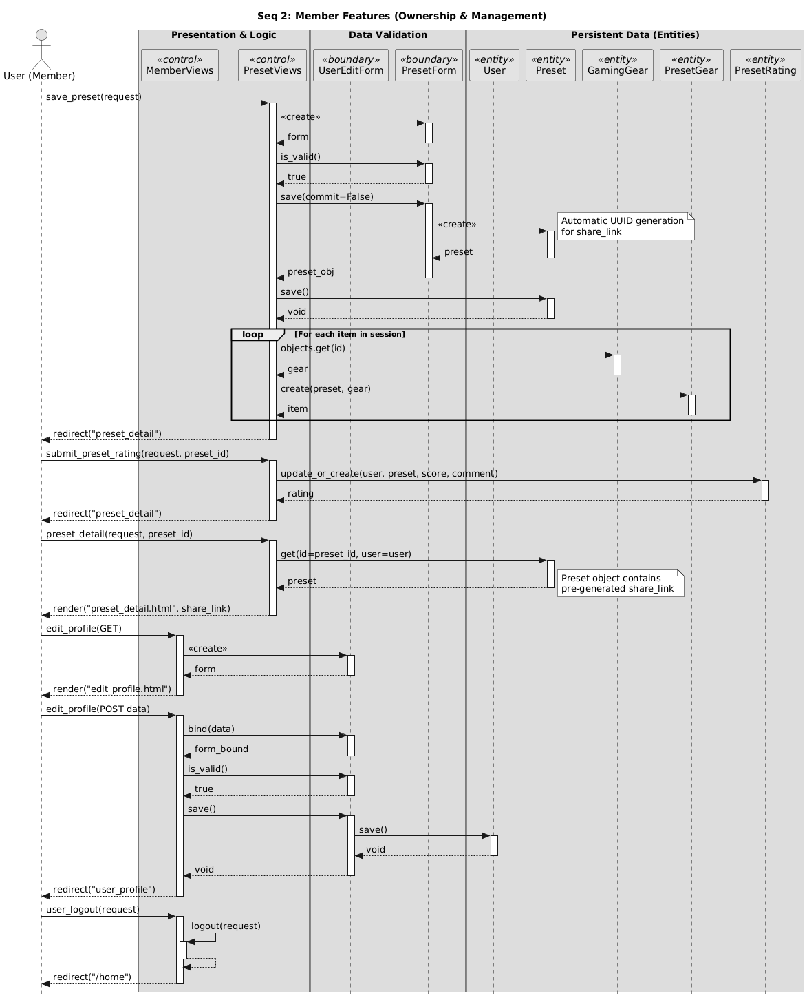 Seq 2: Member Features (Ownership & Management)
Presentation & Logic
Data Validation
Persistent Data (Entities)
User (Member)
«control»
MemberViews
«control»
PresetViews
«boundary»
UserEditForm
«boundary»
PresetForm
«entity»
User
«entity»
Preset
«entity»
GamingGear
«entity»
PresetGear
«entity»
PresetRating
save_preset(request)
«create»
form
is_valid()
true
save(commit=False)
«create»
Automatic UUID generation
for share_link
preset
preset_obj
save()
void
loop
[For each item in session]
objects.get(id)
gear
create(preset, gear)
item
redirect("preset_detail")
submit_preset_rating(request, preset_id)
update_or_create(user, preset, score, comment)
rating
redirect("preset_detail")
preset_detail(request, preset_id)
get(id=preset_id, user=user)
Preset object contains
pre-generated share_link
preset
render("preset_detail.html", share_link)
edit_profile(GET)
«create»
form
render("edit_profile.html")
edit_profile(POST data)
bind(data)
form_bound
is_valid()
true
save()
save()
void
void
redirect("user_profile")
user_logout(request)
logout(request)
redirect("/home")